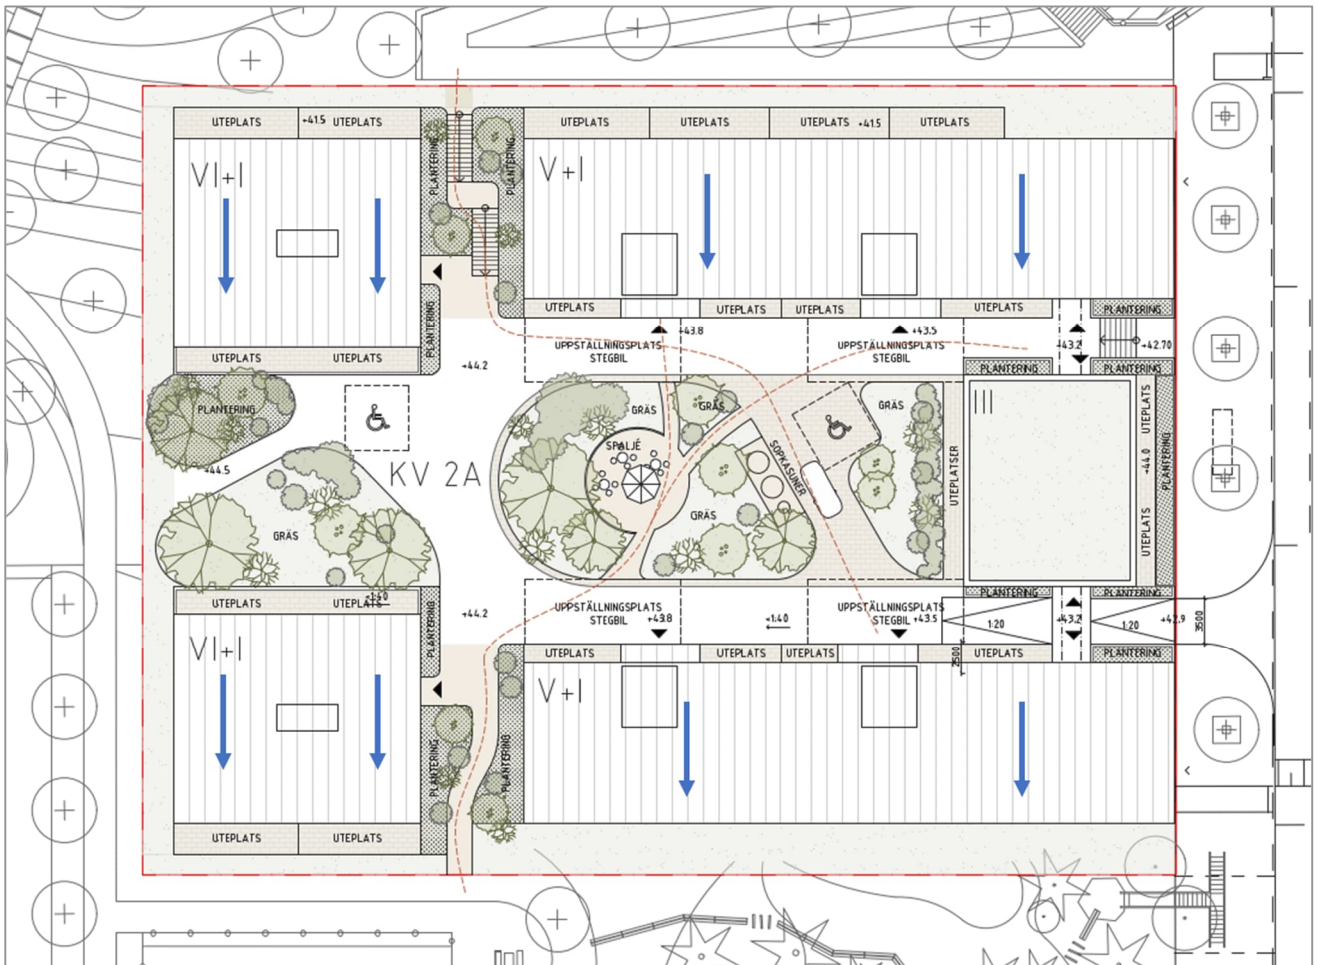 UTEPLATS
+41.5
UTEPLATS
UTEPLATS
UTEPLATS
UTEPLATS
+41.5
UTEPLATS
PLANTERING
PLANTERING
VI+I
V+I
UTEPLATS
UTEPLATS
UTEPLATS
UTEPLATS
PLANTERING
PLANTERING
+43.8
+43.5
+43.2
+42.70
UPPSTÄLLNINGSPLATS
STEGBIL
UPPSTÄLLNINGSPLATS
STEGBIL
UTEPLATS
UTEPLATS
+44.2
PLANTERING
PLANTERING
PLANTERING
GRÄS
GRÄS
GRÄS
UTEPLATS
+44.0
UTEPLATS
PLANTERING
SPALJÉ
SOPKASUNER
UTEPLATSER
+44.5
KV 2A
GRÄS
GRÄS
UTEPLATS
UTEPLATS
+1:40
PLANTERING
PLANTERING
+44.2
UPPSTÄLLNINGSPLATS
STEGBIL
+43.8
+1:40
UPPSTÄLLNINGSPLATS
STEGBIL
+43.5
1:20
+43.2
1:20
+42.9
3500
PLANTERING
VI+I
UTEPLATS
UTEPLATS
UTEPLATS
2500
UTEPLATS
PLANTERING
V+I
PLANTERING
PLANTERING
UTEPLATS
UTEPLATS